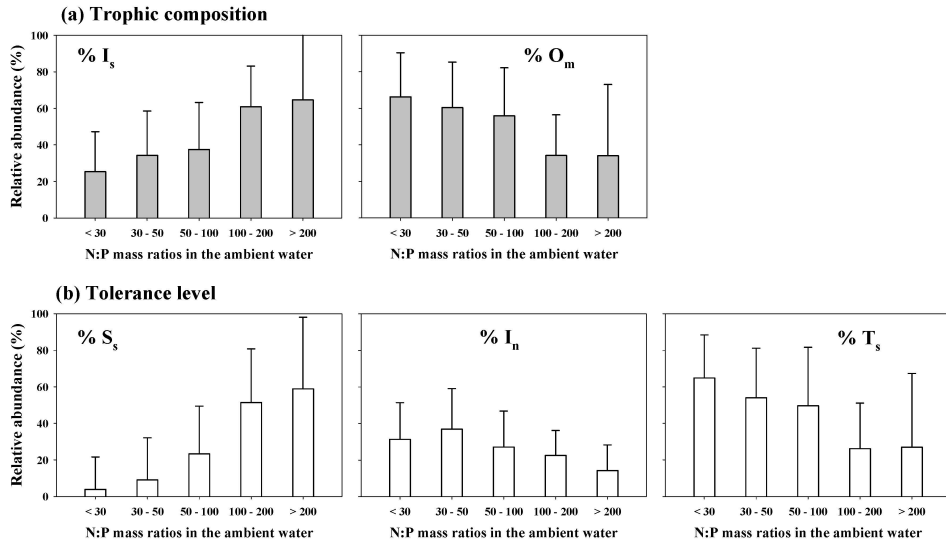 (a) Trophic composition
Relative abundance (%)
100
80
60
40
20
0
% Is
< 30 30 - 50 50 - 100 100 - 200 > 200
N:P mass ratios in the ambient water
% Om
< 30 30 - 50 50 - 100 100 - 200 > 200
N:P mass ratios in the ambient water
(b) Tolerance level
Relative abundance (%)
100
80
60
40
20
0
% Ss
< 30 30 - 50 50 - 100 100 - 200 > 200
N:P mass ratios in the ambient water
% In
< 30 30 - 50 50 - 100 100 - 200 > 200
N:P mass ratios in the ambient water
% Ts
< 30 30 - 50 50 - 100 100 - 200 > 200
N:P mass ratios in the ambient water